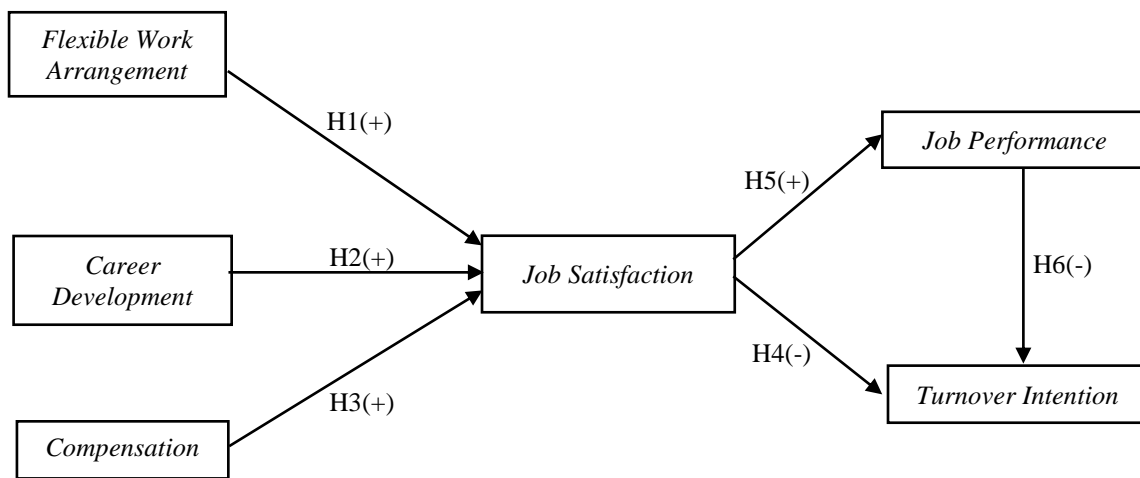 Flexible Work
Arrangement
H1(+)
Job Performance
H5(+)
Career
Development
H2(+)
Job Satisfaction
H6(-)
H4(-)
Turnover Intention
H3(+)
Compensation